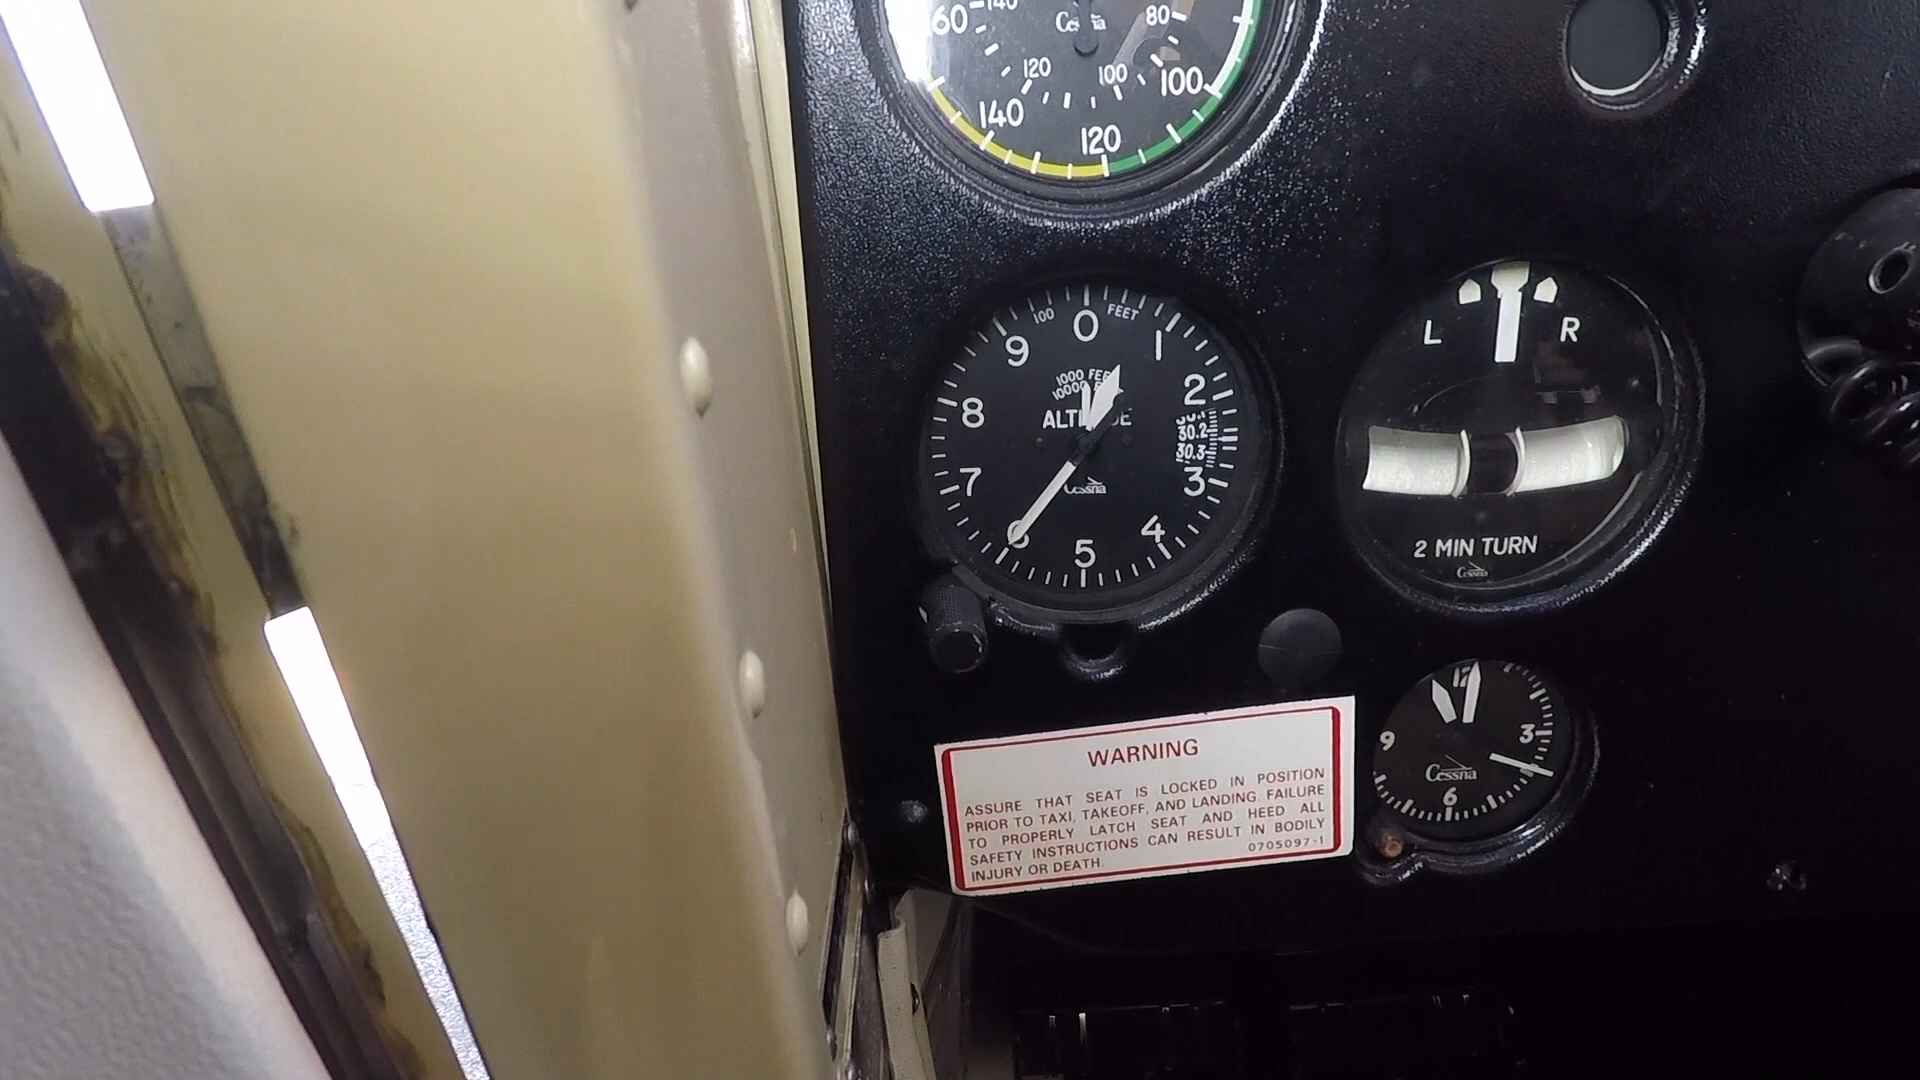 60 140 Cessna 80
120 100 100
140
120
100 FEET
0
9 1
1000 FEE
10000
8 2
ALTI DE
30.2
30.3
7 3
Cessna
6 4
5
L R
2 MIN TURN
Cessna
12
9 3
Cessna
6
WARNING
ASSURE THAT SEAT IS LOCKED IN POSITION
PRIOR TO TAXI, TAKEOFF, AND LANDING. FAILURE
TO PROPERLY LATCH SEAT AND HEED ALL
SAFETY INSTRUCTIONS CAN RESULT IN BODILY
INJURY OR DEATH. 0705097-1